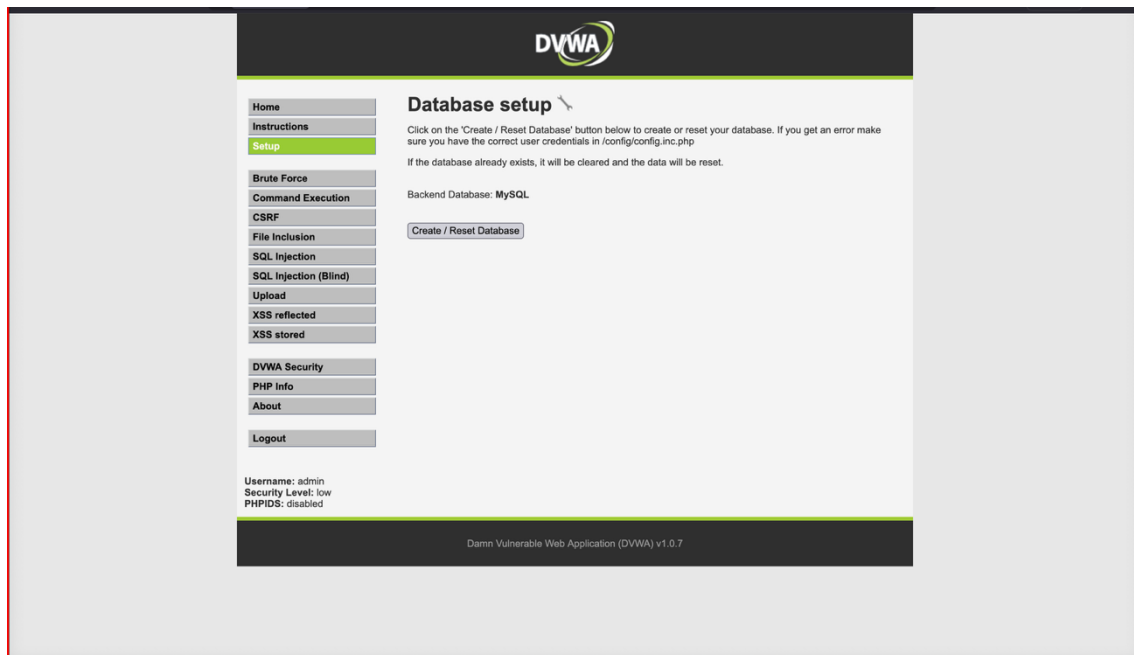 DVWA
Home
Instructions
Setup
Brute Force
Command Execution
CSRF
File Inclusion
SQL Injection
SQL Injection (Blind)
Upload
XSS reflected
XSS stored
DVWA Security
PHP Info
About
Logout
Database setup
Click on the 'Create / Reset Database' button below to create or reset your database. If you get an error make
sure you have the correct user credentials in /config/config.inc.php
If the database already exists, it will be cleared and the data will be reset.
Backend Database: MySQL
Create / Reset Database
Username: admin
Security Level: low
PHPIDS: disabled
Damn Vulnerable Web Application (DVWA) v1.0.7